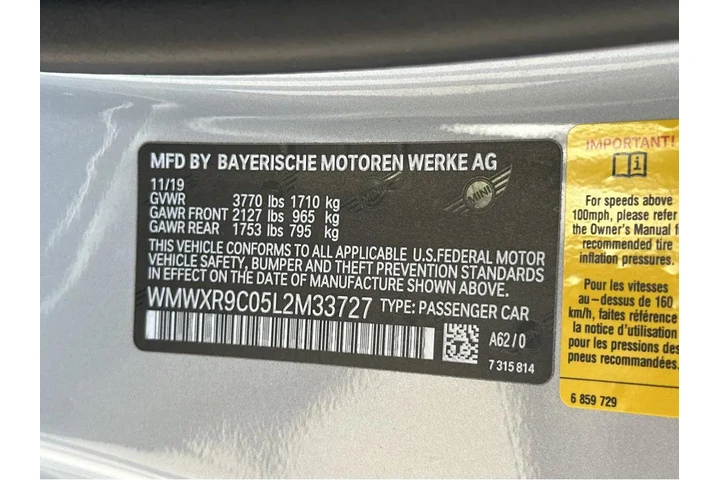 MFD BY BAYERISCHE MOTOREN WERKE AG
11/19
GVWR 3770 lbs 1710 kg
GAWR FRONT 2127 lbs 965 kg
GAWR REAR 1753 lbs 795 kg
MINI
THIS VEHICLE CONFORMS TO ALL APPLICABLE U.S.FEDERAL MOTOR
VEHICLE SAFETY, BUMPER AND THEFT PREVENTION STANDARDS
IN EFFECT ON THE DATE OF MANUFACTURE SHOWN ABOVE.
WMWXR9C05L2M33727 TYPE: PASSENGER CAR
A62/0
7 315 814
IMPORTANT!
For speeds above
100mph, please refer
the Owner's Manual f
recommended tire
inflation pressures.
Pour les vitesses
au-dessus de 160
km/h, faites référence
la notice d'utilisation
pour les pressions des
pneus recommandées.
6 859 729